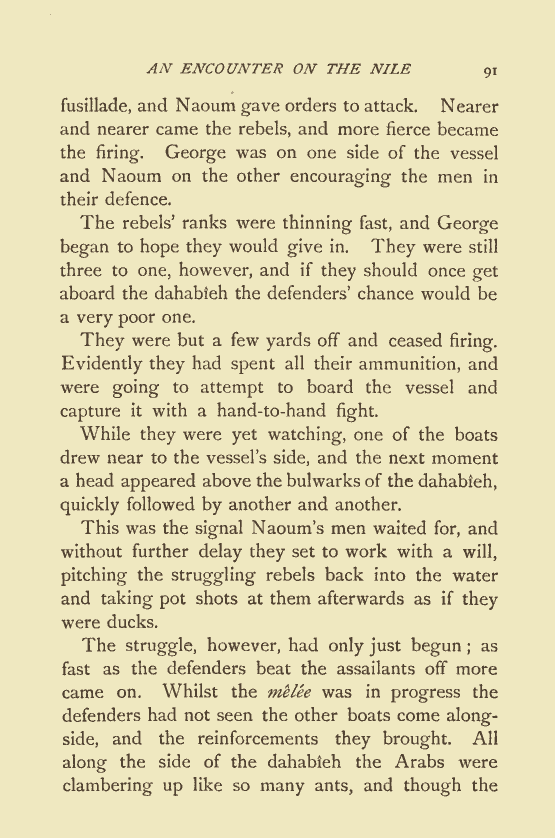 AN ENCOUNTER ON THE NILE 91
fusillade, and Naoum gave orders to attack. Nearer
and nearer came the rebels, and more fierce became
the firing. George was on one side of the vessel
and Naoum on the other encouraging the men in
their defence.
The rebels’ ranks were thinning fast, and George
began to hope they would give in. They were still
three to one, however, and if they should once get
aboard the dahabîeh the defenders’ chance would be
a very poor one.
They were but a few yards off and ceased firing.
Evidently they had spent all their ammunition, and
were going to attempt to board the vessel and
capture it with a hand-to-hand fight.
While they were yet watching, one of the boats
drew near to the vessel’s side, and the next moment
a head appeared above the bulwarks of the dahabîeh,
quickly followed by another and another.
This was the signal Naoum’s men waited for, and
without further delay they set to work with a will,
pitching the struggling rebels back into the water
and taking pot shots at them afterwards as if they
were ducks.
The struggle, however, had only just begun ; as
fast as the defenders beat the assailants off more
came on. Whilst the mêlée was in progress the
defenders had not seen the other boats come along-
side, and the reinforcements they brought. All
along the side of the dahabîeh the Arabs were
clambering up like so many ants, and though the